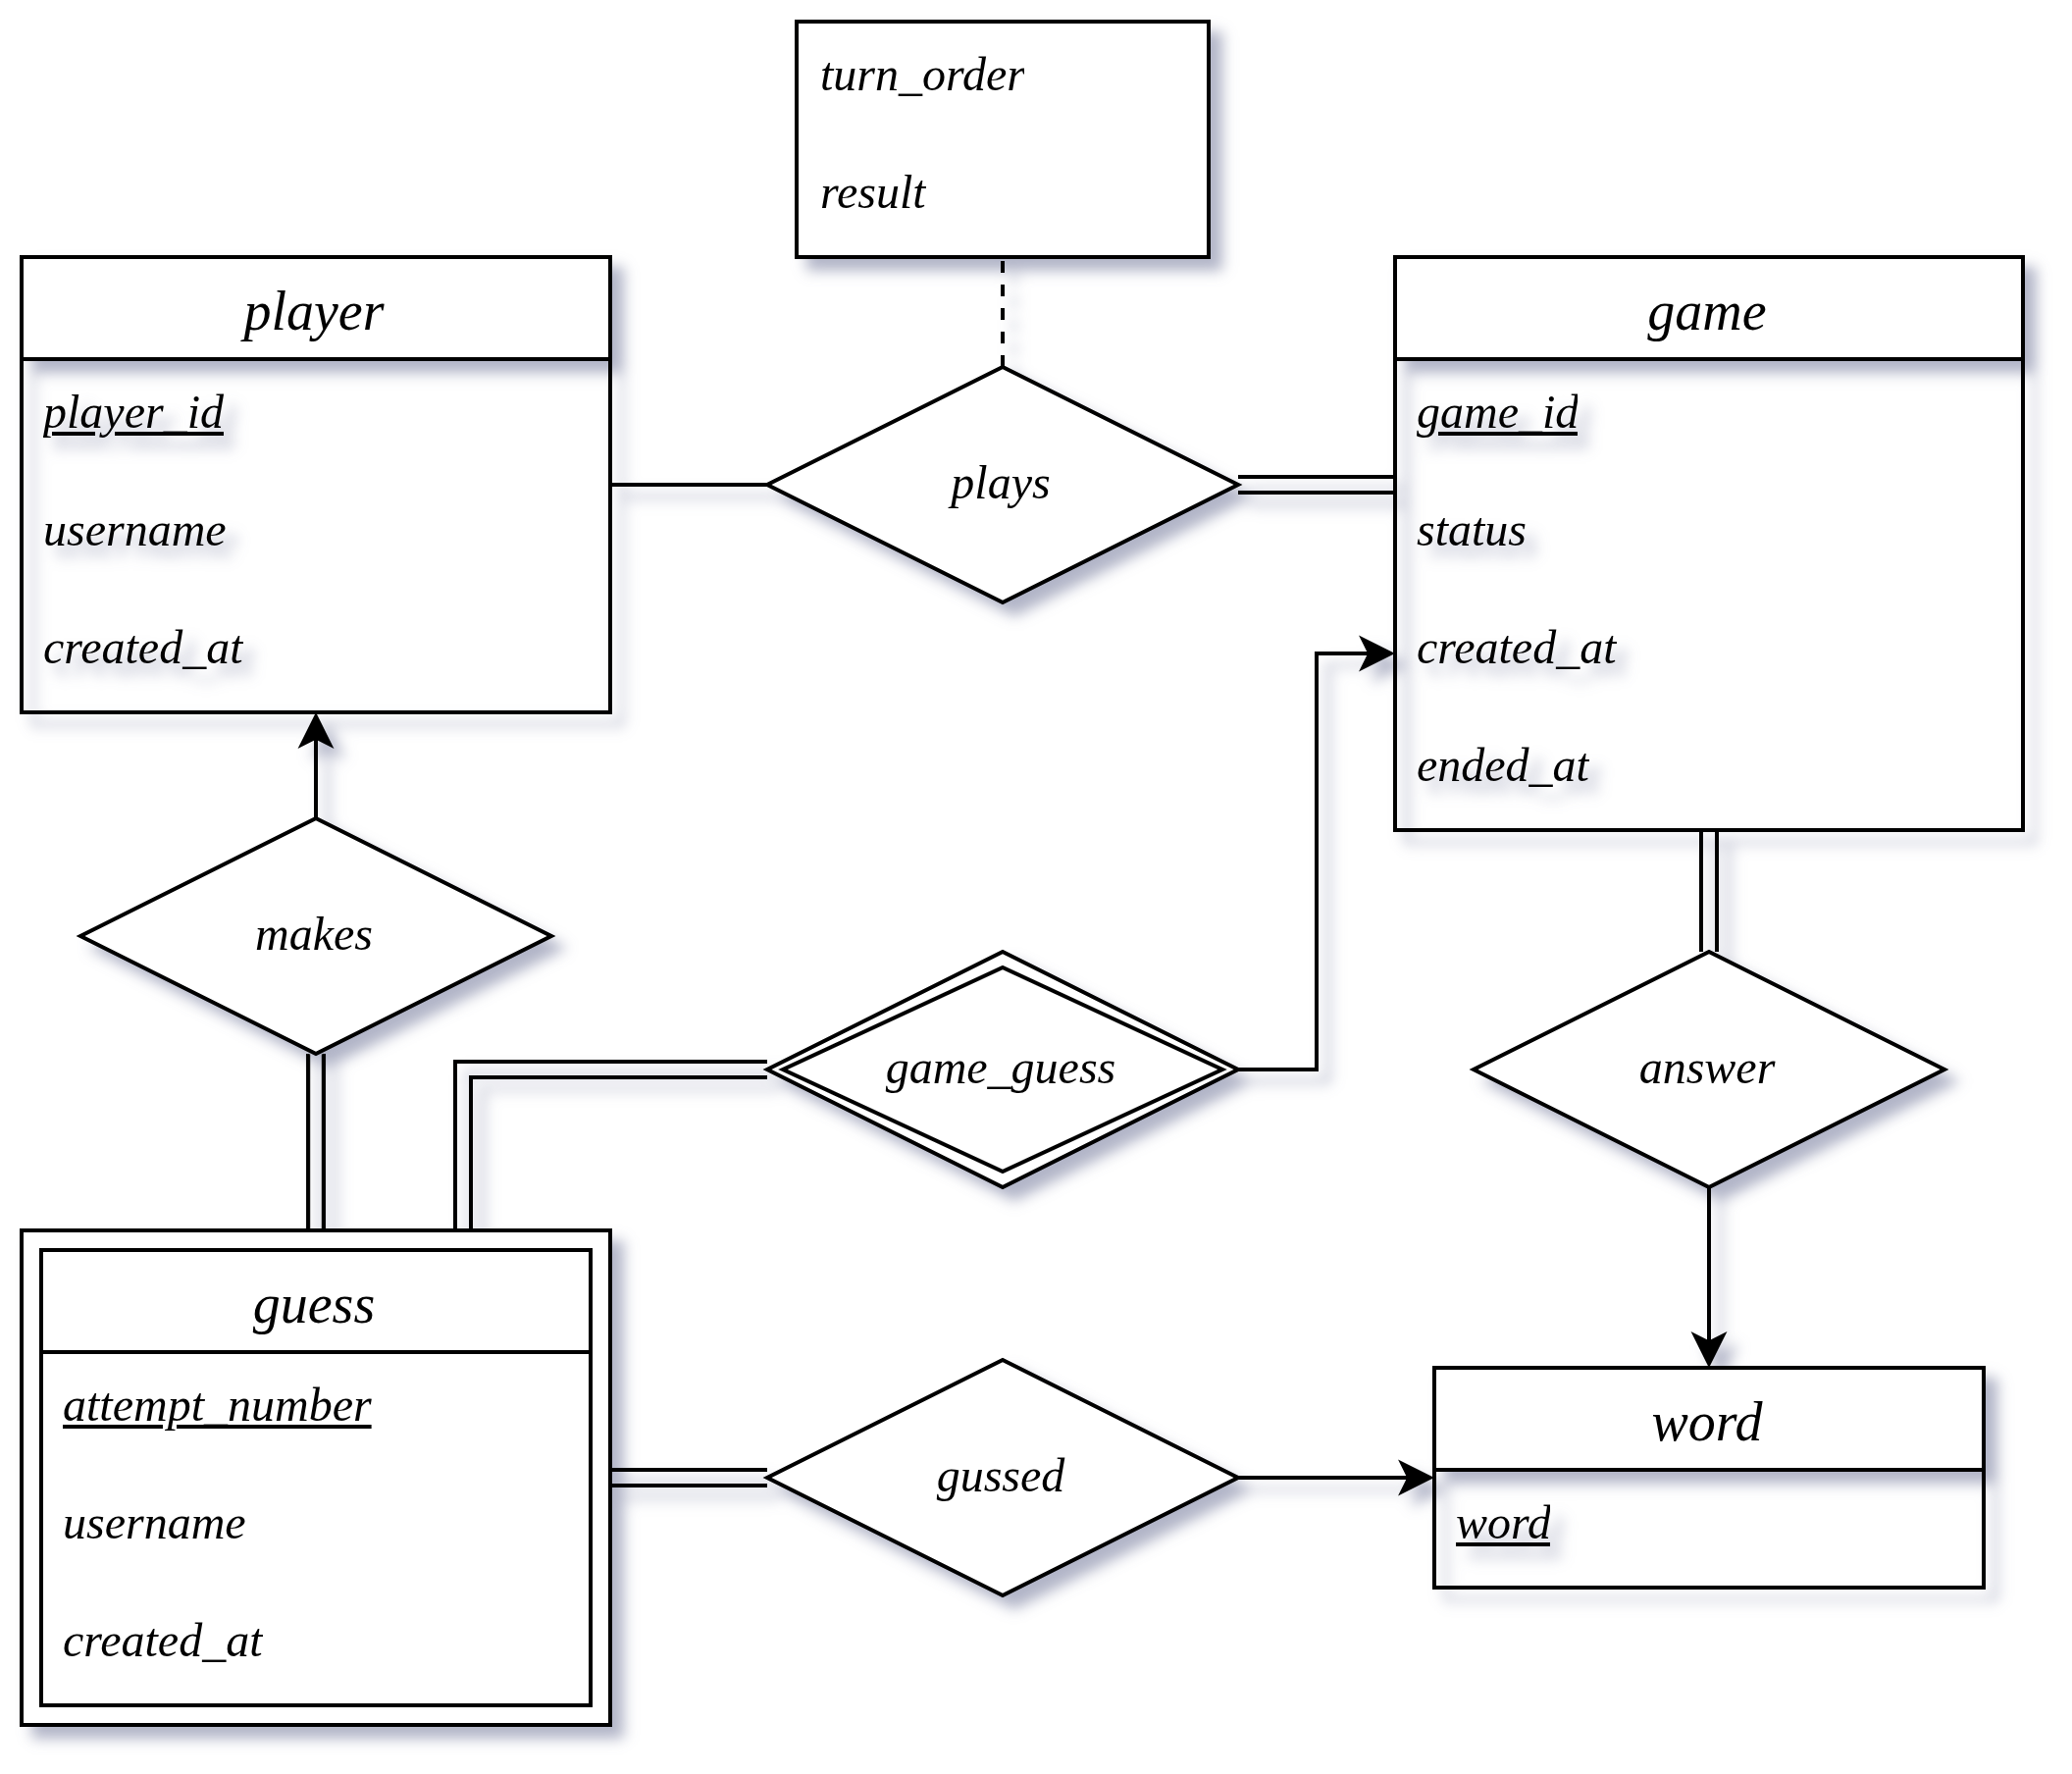 turn_order
result
player
player_id
username
created_at
plays
game
game_id
status
created_at
ended_at
makes
game_guess
answer
guess
attempt_number
username
created_at
gussed
word
word